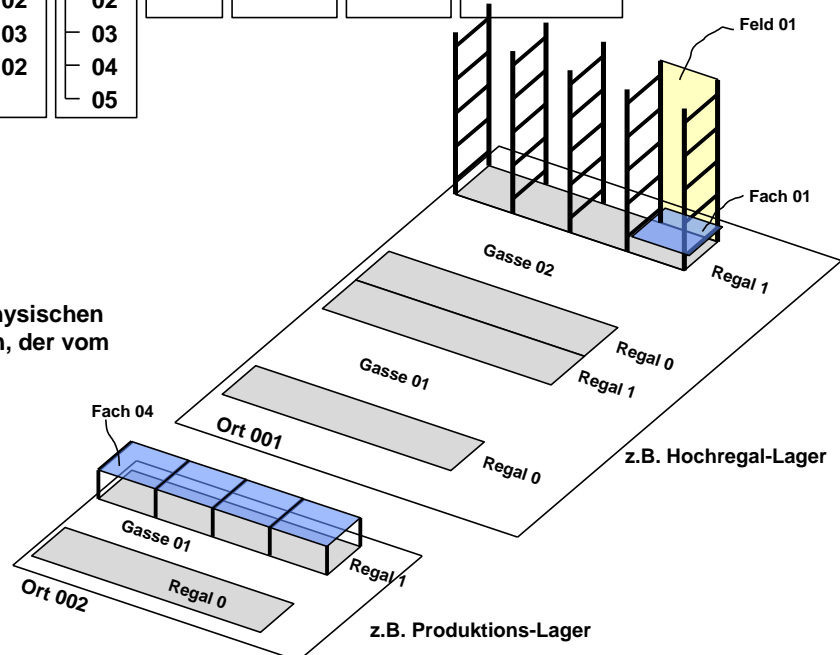 02
03
02
02
03
04
05
Feld 01
Fach 01
Gasse 02
Regal 1
ysischen
, der vom
Regal 0
Gasse 01
Regal 1
Fach 04
Ort 001
Regal 0
z.B. Hochregal-Lager
Gasse 01
Regal 1
Regal 0
Ort 002
z.B. Produktions-Lager